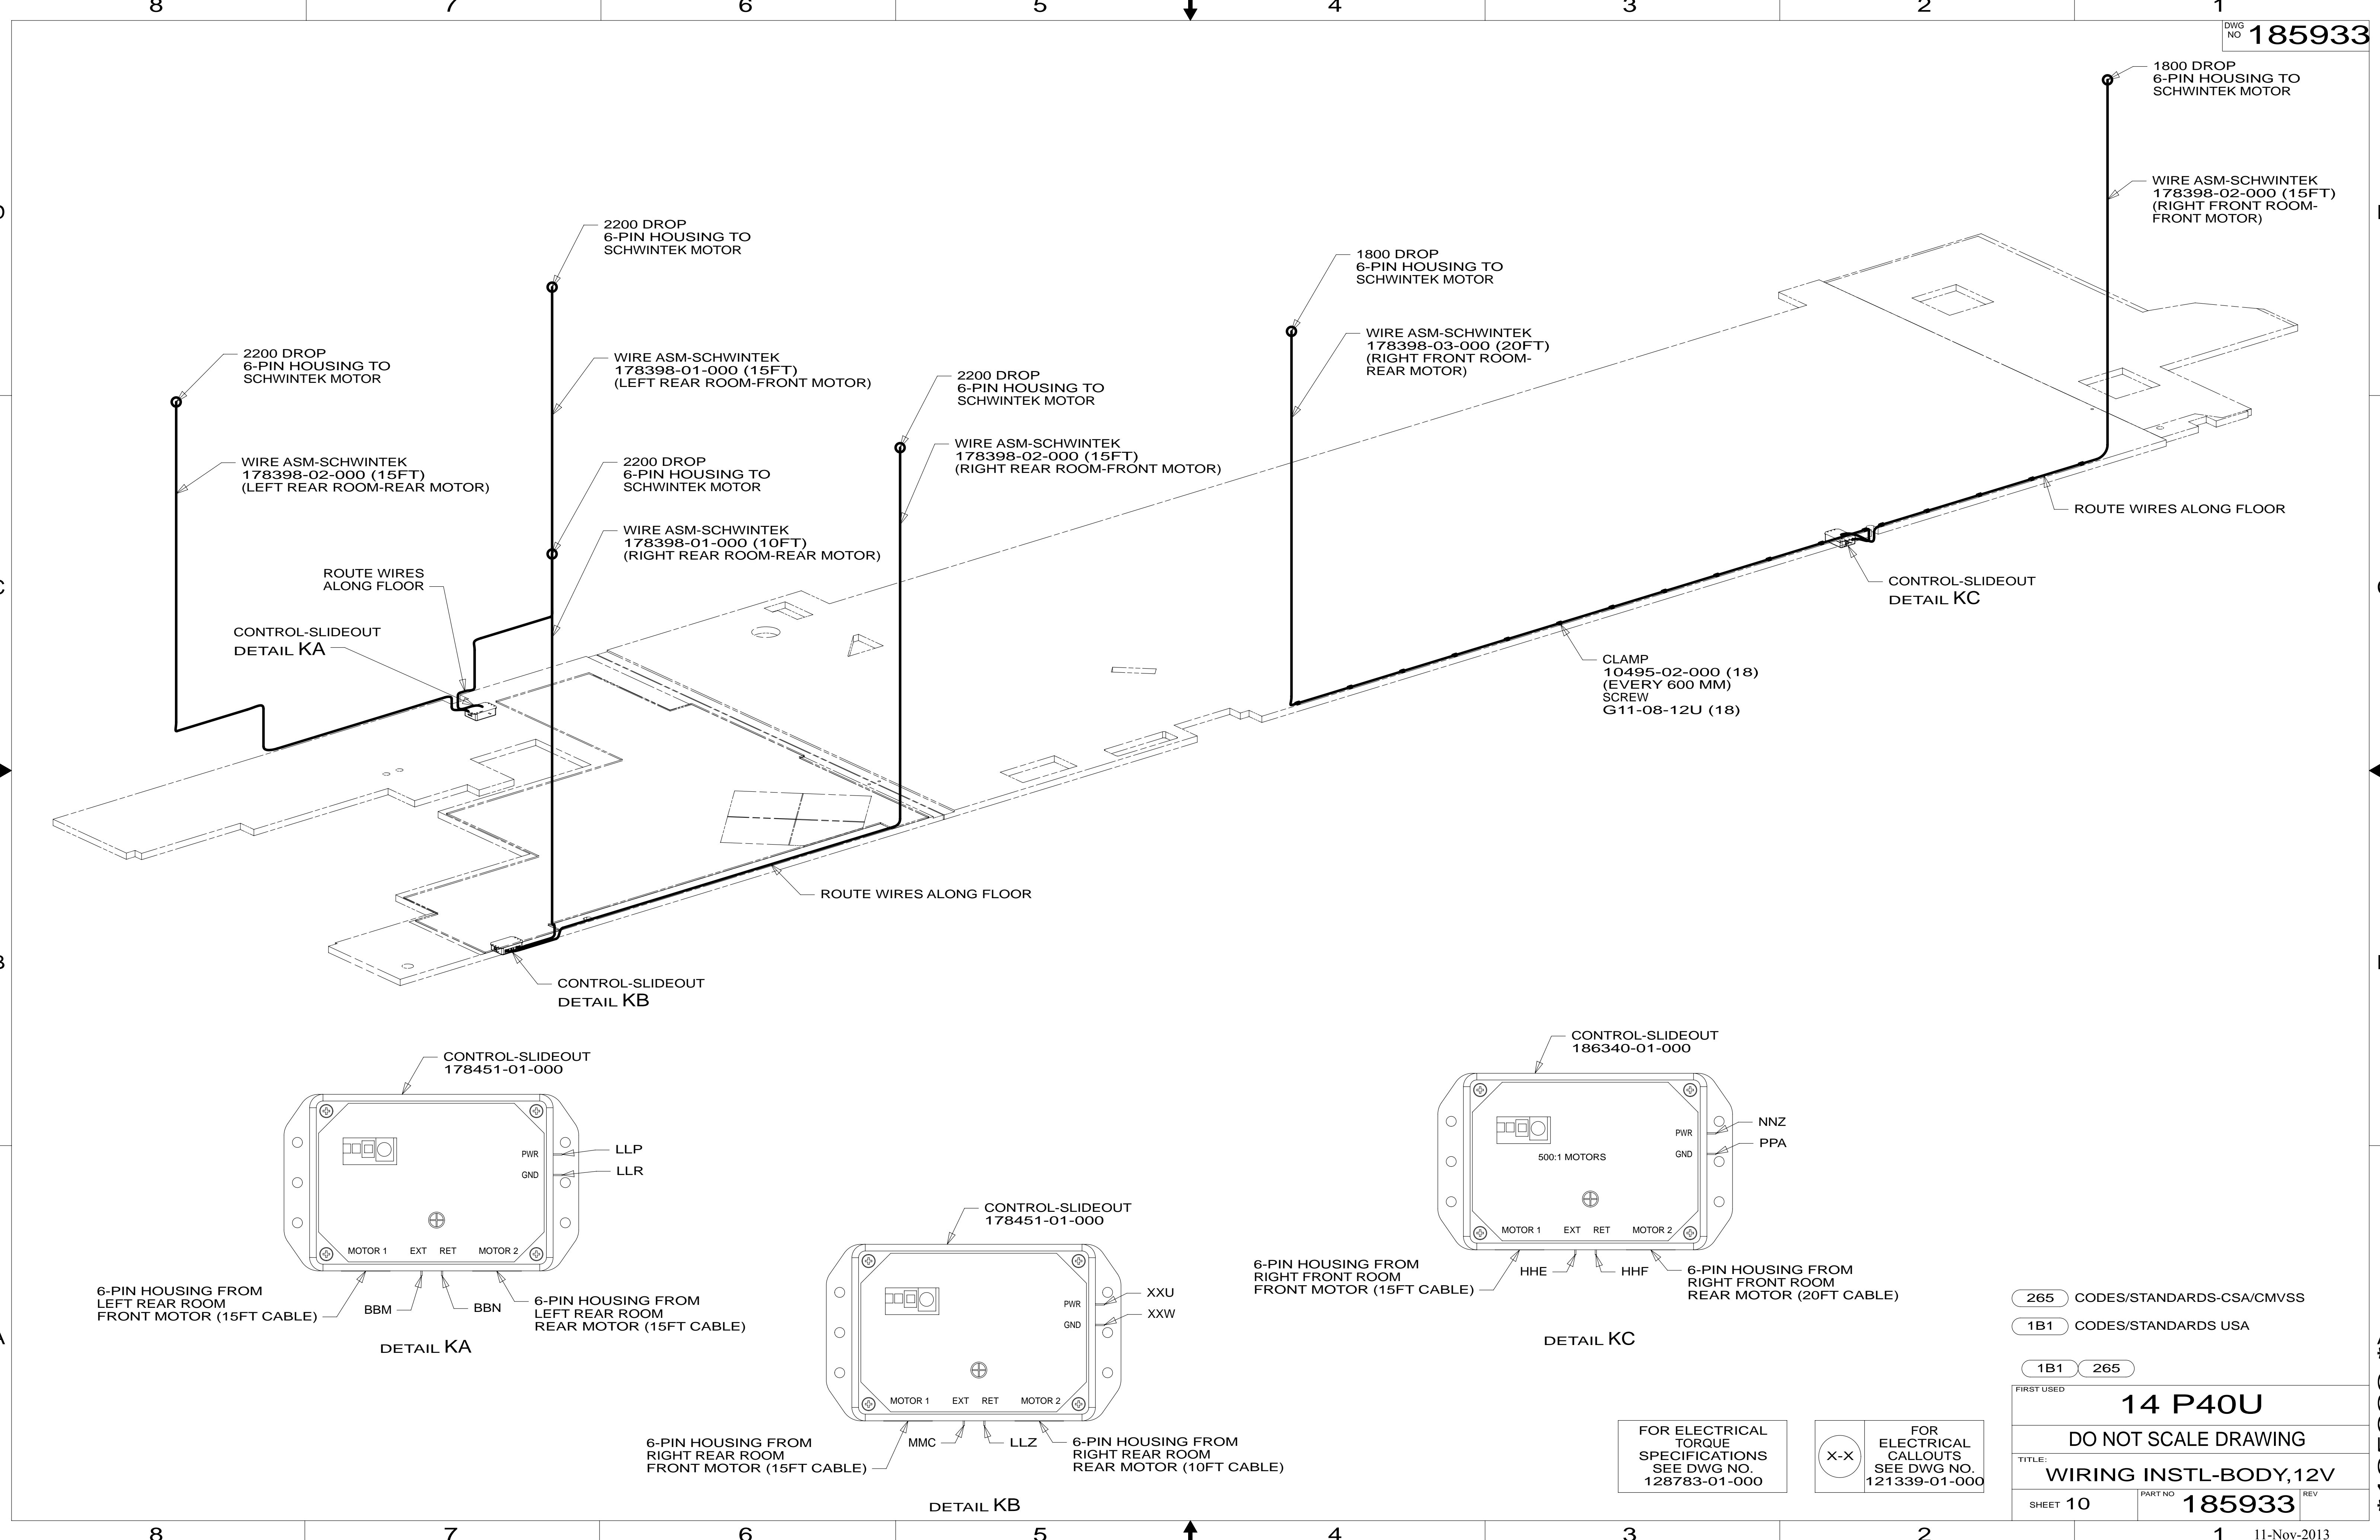 8 7 6 5 4 3 2 1
DWG NO 185933
1800 DROP
6-PIN HOUSING TO
SCHWINTEK MOTOR
WIRE ASM-SCHWINTEK
178398-02-000 (15FT)
(RIGHT FRONT ROOM-
FRONT MOTOR)
2200 DROP
6-PIN HOUSING TO
SCHWINTEK MOTOR
1800 DROP
6-PIN HOUSING TO
SCHWINTEK MOTOR
WIRE ASM-SCHWINTEK
178398-03-000 (20FT)
(RIGHT FRONT ROOM-
REAR MOTOR)
2200 DROP
6-PIN HOUSING TO
SCHWINTEK MOTOR
WIRE ASM-SCHWINTEK
178398-01-000 (15FT)
(LEFT REAR ROOM-FRONT MOTOR)
2200 DROP
6-PIN HOUSING TO
SCHWINTEK MOTOR
WIRE ASM-SCHWINTEK
178398-02-000 (15FT)
(LEFT REAR ROOM-REAR MOTOR)
2200 DROP
6-PIN HOUSING TO
SCHWINTEK MOTOR
WIRE ASM-SCHWINTEK
178398-02-000 (15FT)
(RIGHT REAR ROOM-FRONT MOTOR)
WIRE ASM-SCHWINTEK
178398-01-000 (10FT)
(RIGHT REAR ROOM-REAR MOTOR)
ROUTE WIRES
ALONG FLOOR
CONTROL-SLIDEOUT
DETAIL KA
ROUTE WIRES ALONG FLOOR
CONTROL-SLIDEOUT
DETAIL KC
CLAMP
10495-02-000 (18)
(EVERY 600 MM)
SCREW
G11-08-12U (18)
ROUTE WIRES ALONG FLOOR
CONTROL-SLIDEOUT
DETAIL KB
CONTROL-SLIDEOUT
178451-01-000
PWR
GND
LLP
LLR
MOTOR 1 EXT RET MOTOR 2
6-PIN HOUSING FROM
LEFT REAR ROOM
FRONT MOTOR (15FT CABLE)
BBM
BBN
6-PIN HOUSING FROM
LEFT REAR ROOM
REAR MOTOR (15FT CABLE)
DETAIL KA
CONTROL-SLIDEOUT
178451-01-000
PWR
GND
XXU
XXW
MOTOR 1 EXT RET MOTOR 2
6-PIN HOUSING FROM
RIGHT REAR ROOM
FRONT MOTOR (15FT CABLE)
MMC
LLZ
6-PIN HOUSING FROM
RIGHT REAR ROOM
REAR MOTOR (10FT CABLE)
DETAIL KB
CONTROL-SLIDEOUT
186340-01-000
PWR
GND
NNZ
PPA
500:1 MOTORS
MOTOR 1 EXT RET MOTOR 2
6-PIN HOUSING FROM
RIGHT FRONT ROOM
FRONT MOTOR (15FT CABLE)
HHE
HHF
6-PIN HOUSING FROM
RIGHT FRONT ROOM
REAR MOTOR (20FT CABLE)
DETAIL KC
265 CODES/STANDARDS-CSA/CMVSS
1B1 CODES/STANDARDS USA
1B1 265
FOR ELECTRICAL
TORQUE
SPECIFICATIONS
SEE DWG NO.
128783-01-000
X-X
FOR
ELECTRICAL
CALLOUTS
SEE DWG NO.
121339-01-000
FIRST USED
14 P40U
DO NOT SCALE DRAWING
TITLE:
WIRING INSTL-BODY,12V
SHEET 10
PART NO 185933
REV
8 7 6 5 4 3 2 1
11-Nov-2013